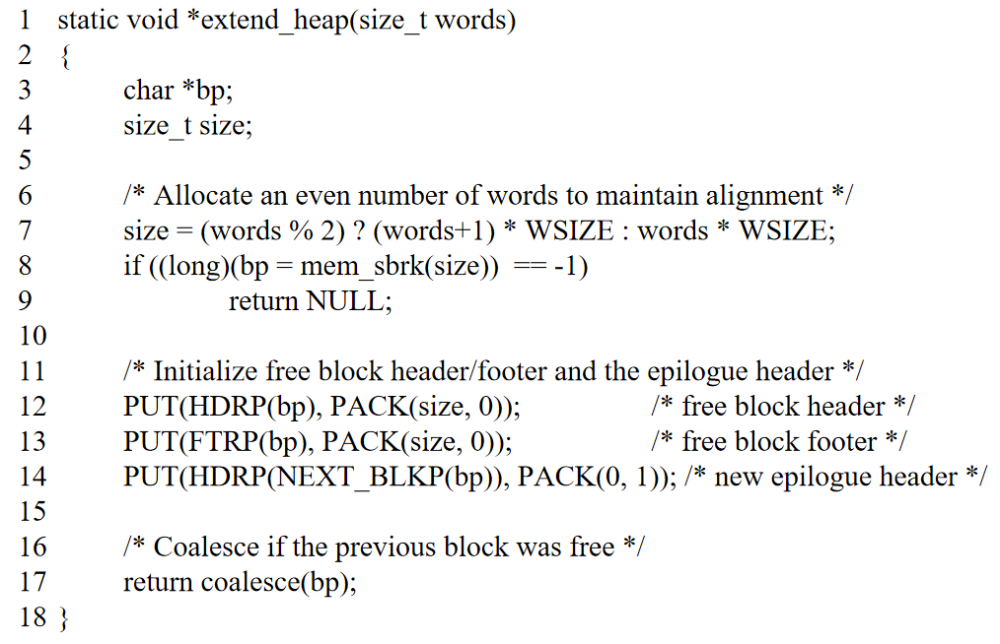 1 static void *extend_heap(size_t words)
2 {
3 char *bp;
4 size_t size;
5
6 /* Allocate an even number of words to maintain alignment */
7 size = (words % 2) ? (words+1) * WSIZE : words * WSIZE;
8 if ((long)(bp = mem_sbrk(size)) == -1)
9 return NULL;
10
11 /* Initialize free block header/footer and the epilogue header */
12 PUT(HDRP(bp), PACK(size, 0)); /* free block header */
13 PUT(FTRP(bp), PACK(size, 0)); /* free block footer */
14 PUT(HDRP(NEXT_BLKP(bp)), PACK(0, 1)); /* new epilogue header */
15
16 /* Coalesce if the previous block was free */
17 return coalesce(bp);
18 }